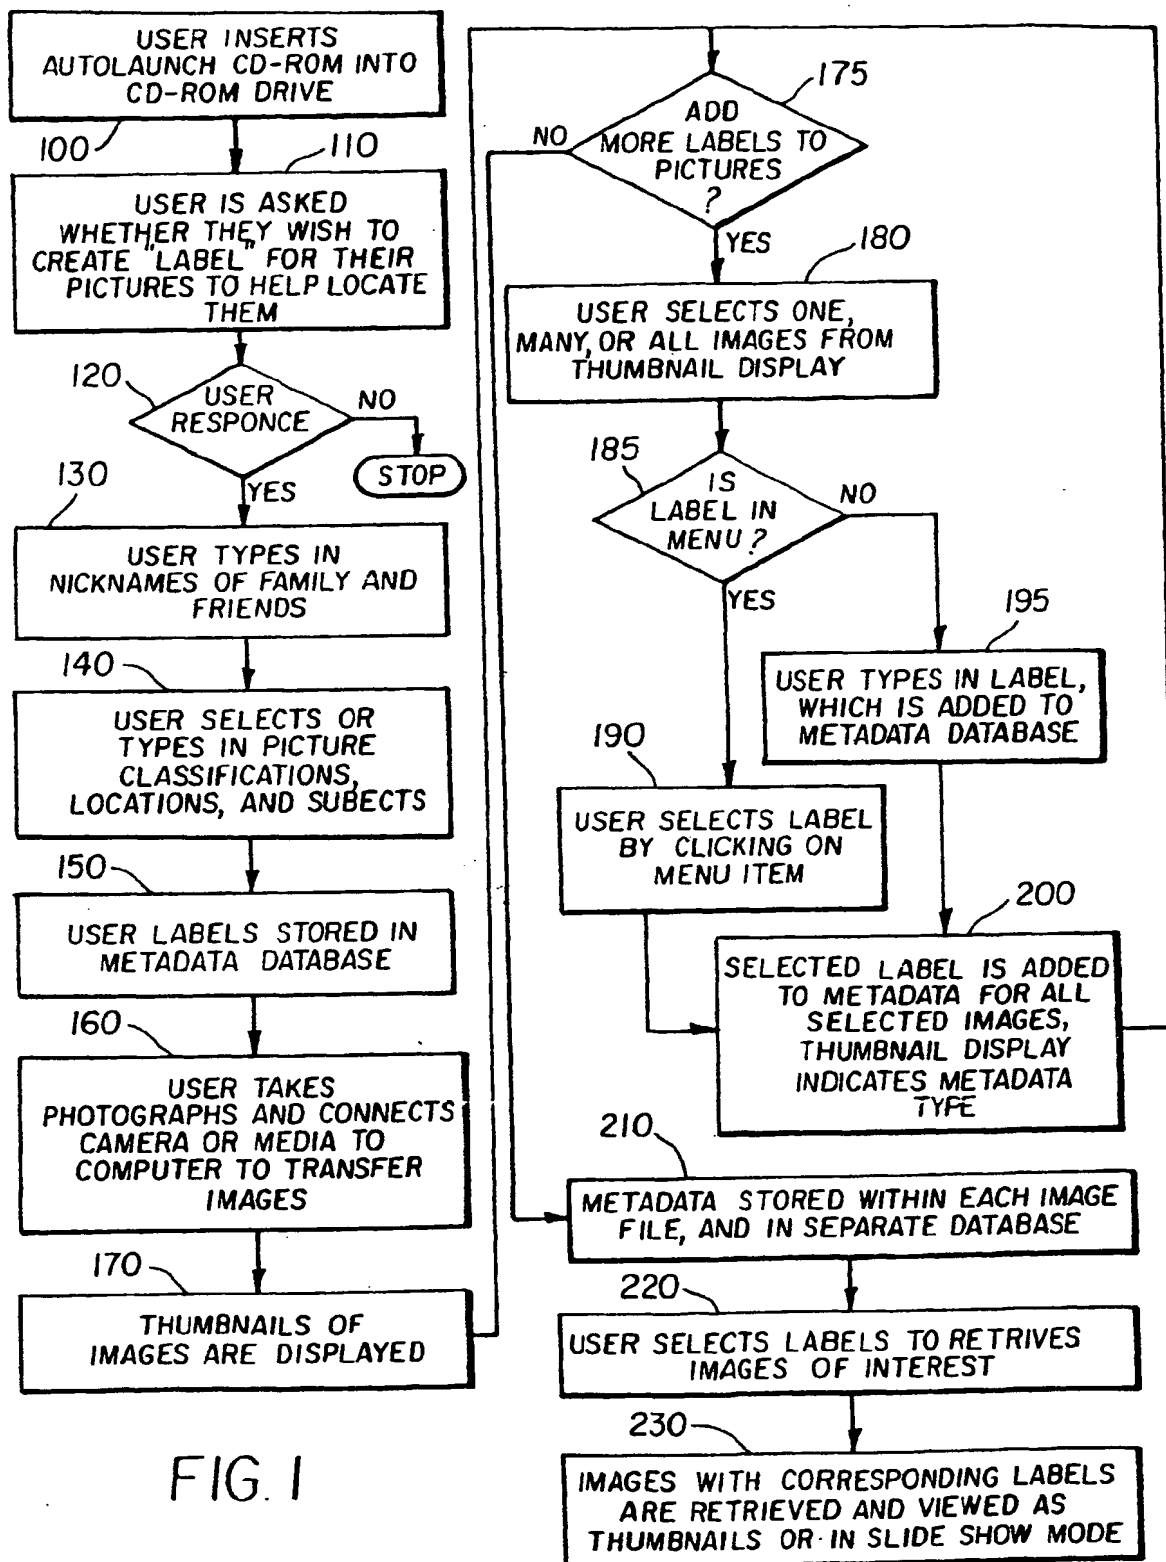 USER INSERTS
AUTOLAUNCH CD-ROM INTO
CD-ROM DRIVE
100
110
USER IS ASKED
WHETHER THEY WISH TO
CREATE "LABEL" FOR THEIR
PICTURES TO HELP LOCATE
THEM
120
USER
RESPONCE
NO
STOP
YES
130
USER TYPES IN
NICKNAMES OF FAMILY AND
FRIENDS
140
USER SELECTS OR
TYPES IN PICTURE
CLASSIFICATIONS,
LOCATIONS, AND SUBECTS
150
USER LABELS STORED IN
METADATA DATABASE
160
USER TAKES
PHOTOGRAPHS AND CONNECTS
CAMERA OR MEDIA TO
COMPUTER TO TRANSFER
IMAGES
170
THUMBNAILS OF
IMAGES ARE DISPLAYED
FIG. 1
175
ADD
MORE LABELS TO
PICTURES
?
NO
YES
180
USER SELECTS ONE,
MANY, OR ALL IMAGES FROM
THUMBNAIL DISPLAY
185
IS
LABEL IN
MENU ?
NO
YES
195
USER TYPES IN LABEL,
WHICH IS ADDED TO
METADATA DATABASE
190
USER SELECTS LABEL
BY CLICKING ON
MENU ITEM
200
SELECTED LABEL IS ADDED
TO METADATA FOR ALL
SELECTED IMAGES,
THUMBNAIL DISPLAY
INDICATES METADATA
TYPE
210
METADATA STORED WITHIN EACH IMAGE
FILE, AND IN SEPARATE DATABASE
220
USER SELECTS LABELS TO RETRIVES
IMAGES OF INTEREST
230
IMAGES WITH CORRESPONDING LABELS
ARE RETRIEVED AND VIEWED AS
THUMBNAILS OR IN SLIDE SHOW MODE